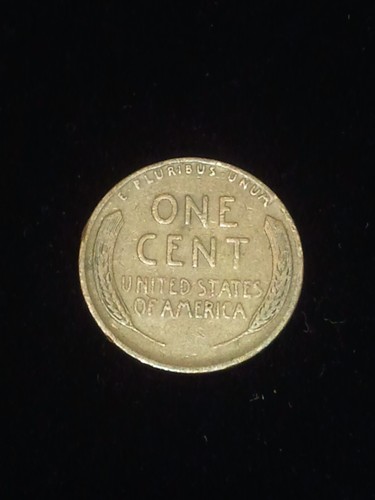 E PLURIBUS UNUM
ONE
CENT
UNITED STATES
OF AMERICA